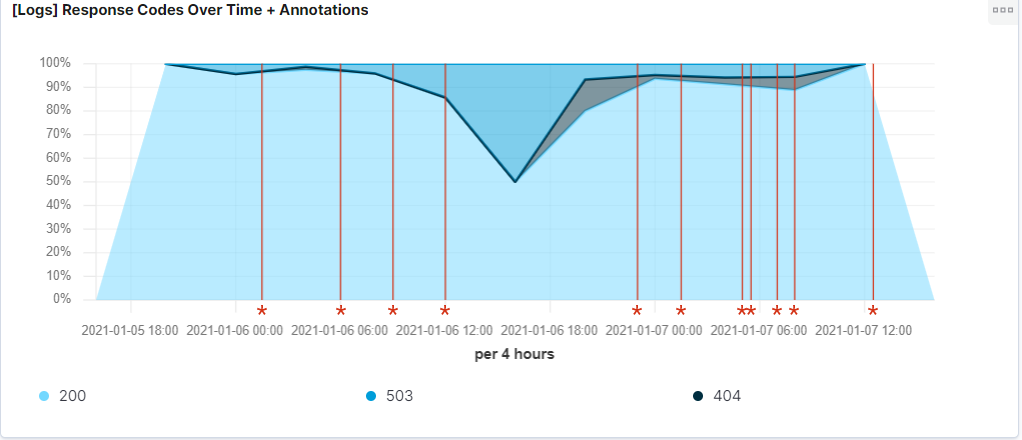 [Logs] Response Codes Over Time + Annotations
100%
90%
80%
70%
60%
50%
40%
30%
20%
10%
0%
2021-01-05 18:00 2021-01-06 00:00 2021-01-06 06:00 2021-01-06 12:00 2021-01-06 18:00 2021-01-07 00:00 2021-01-07 06:00 2021-01-07 12:00
per 4 hours
200 503 404